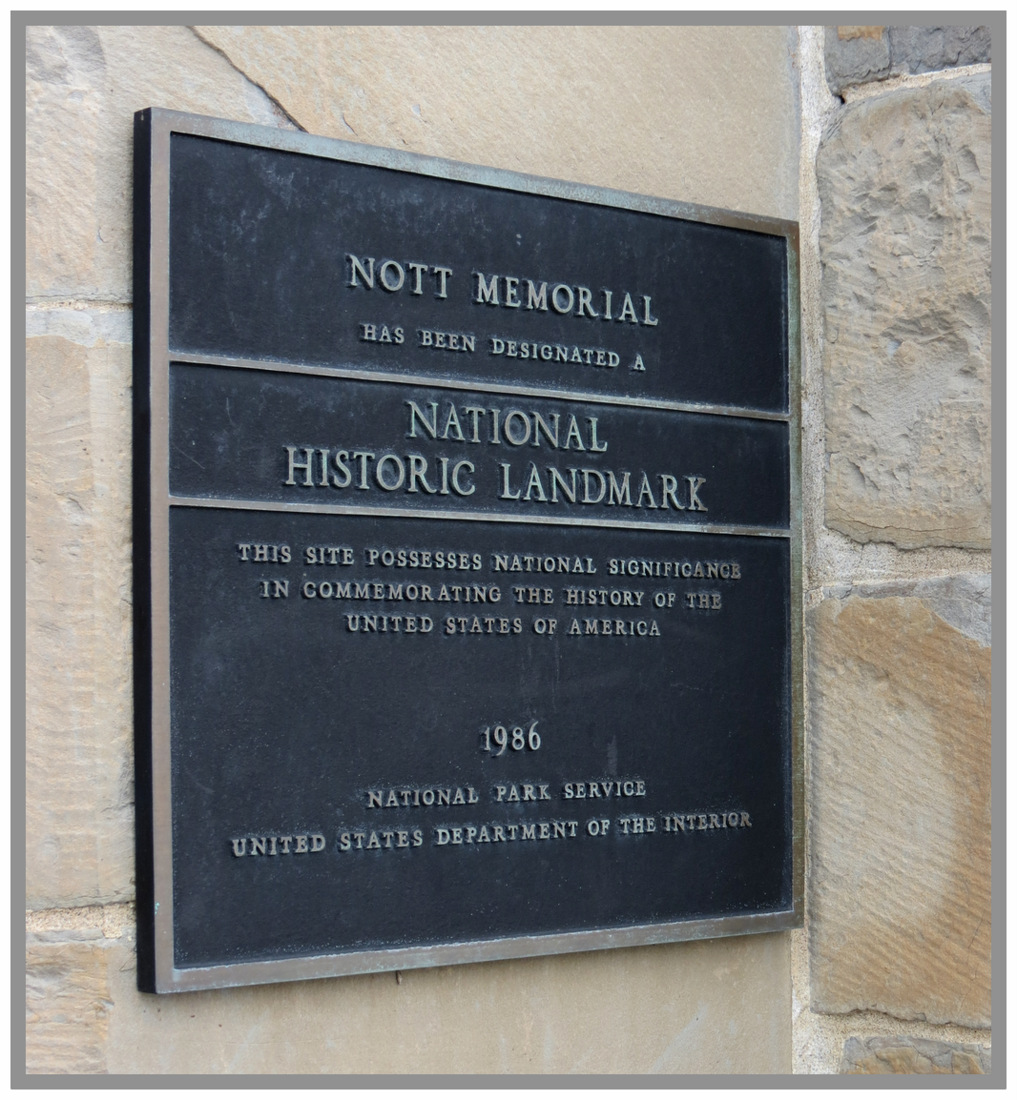 NOTT MEMORIAL
HAS BEEN DESIGNATED A
NATIONAL
HISTORIC LANDMARK
THIS SITE POSSESSES NATIONAL SIGNIFICANCE
IN COMMEMORATING THE HISTORY OF THE
UNITED STATES OF AMERICA
1986
NATIONAL PARK SERVICE
UNITED STATES DEPARTMENT OF THE INTERIOR